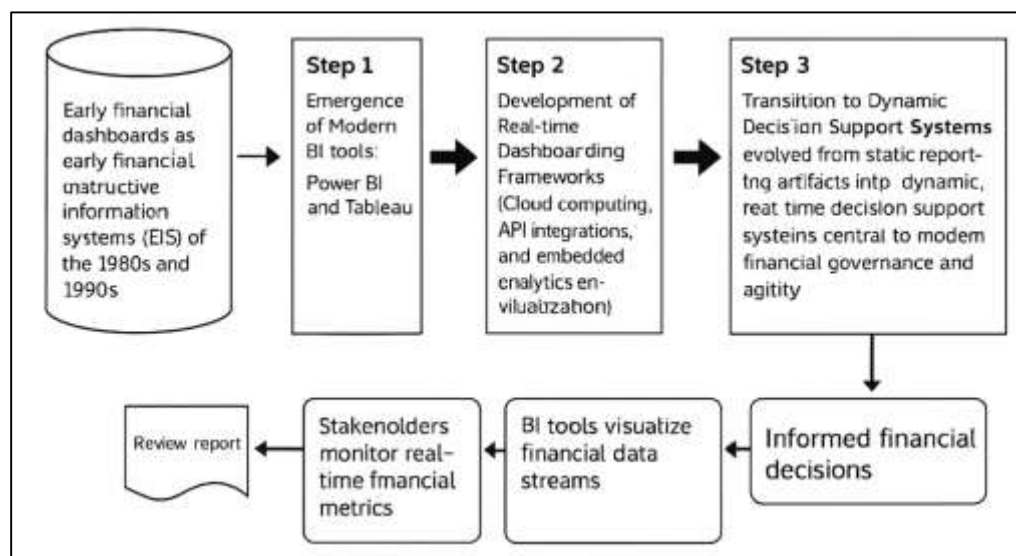 Early financial
dashboards as
early financial
unatructive
information
systems (EIS) of
the 1980s and
1990s
Step 1
Emergence
of Modern
BI tools:
Power BI
and Tableau
Step 2
Development of
Real-time
Dashboarding
Frameworks
(Cloud computing,
API integrations,
and embedded
enalytics en-
vilualizzahion)
Step 3
Transiition to Dynamic
Decision Support Systems
evolved from static report-
tng artifacts intp dynamic,
reat time decision support
systeins central to modem
financial governance and
agitity
Review report
Stakenolders
monitor real-
time fmancial
metrics
BI tools visualize
financial data
streams
Informed financial
decisions